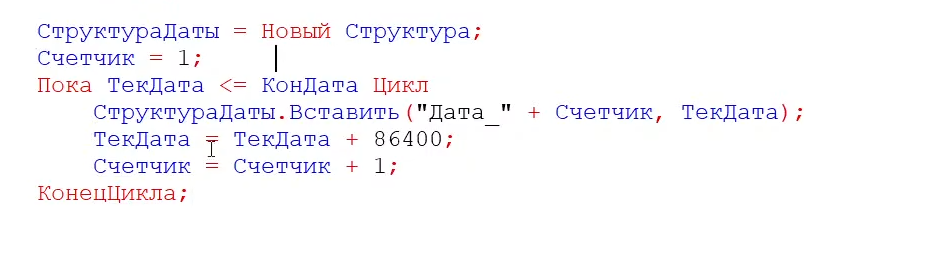 СтруктураДаты = Новый Структура;
Счетчик = 1;
Пока ТекДата <= КонДата Цикл
СтруктураДаты.Вставить("Дата_" + Счетчик, ТекДата);
ТекДата = ТекДата + 86400;
Счетчик = Счетчик + 1;
КонецЦикла;